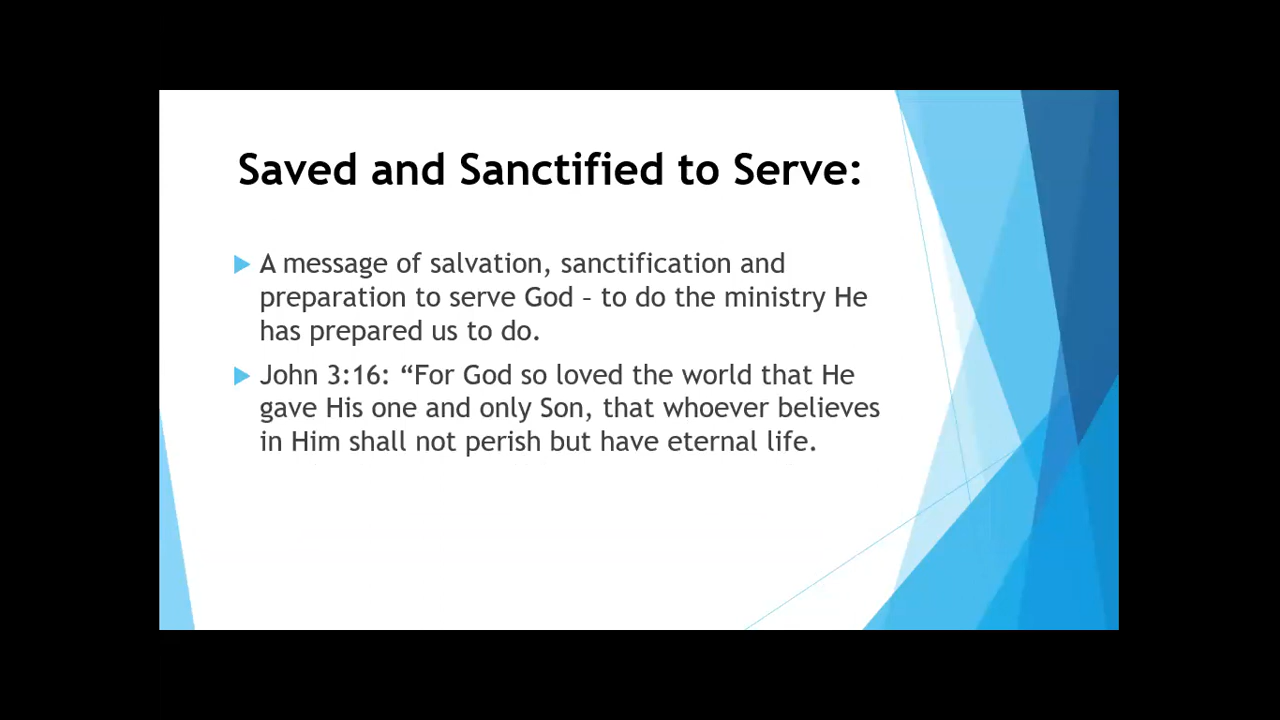 Saved and Sanctified to Serve:
A message of salvation, sanctification and
preparation to serve God – to do the ministry He
has prepared us to do.
John 3:16: “For God so loved the world that He
gave His one and only Son, that whoever believes
in Him shall not perish but have eternal life.